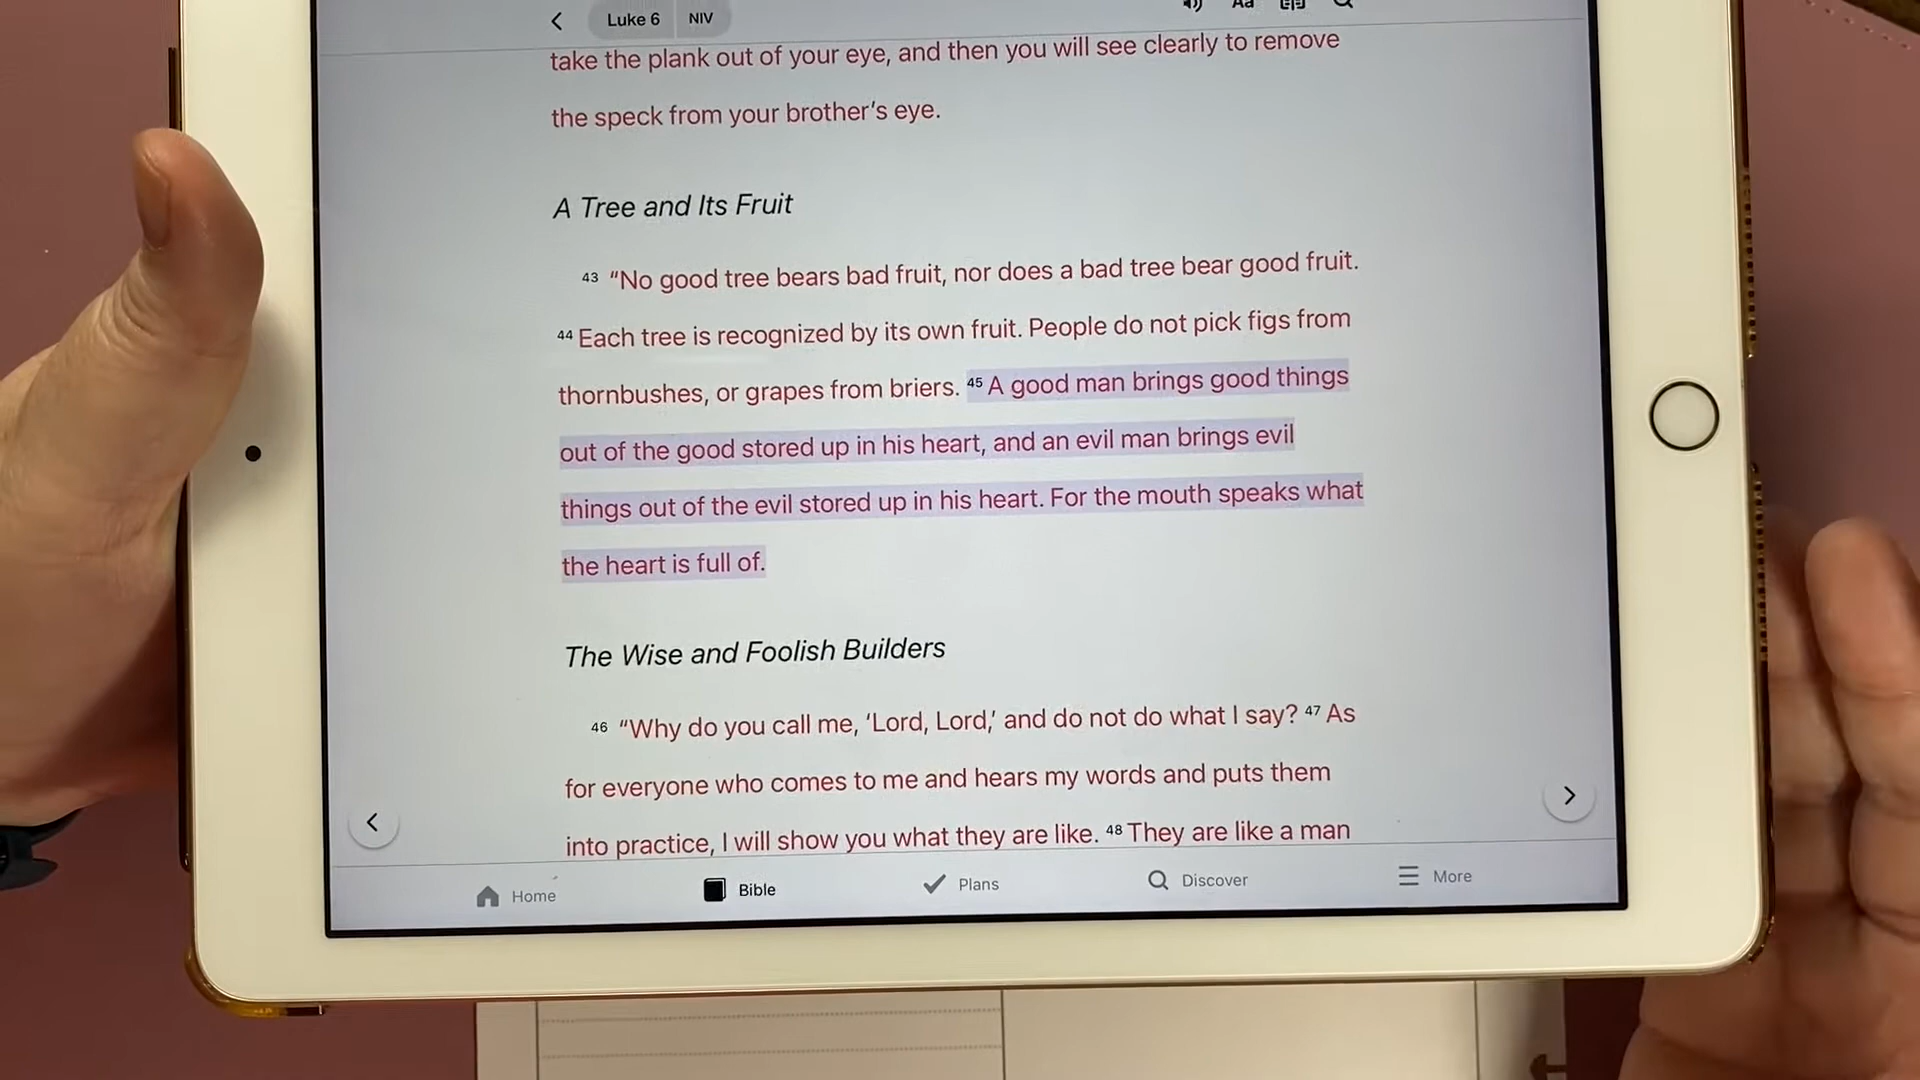 Luke 6 NIV Aa
take the plank out of your eye, and then you will see clearly to remove
the speck from your brother’s eye.
A Tree and Its Fruit
43 “No good tree bears bad fruit, nor does a bad tree bear good fruit.
44 Each tree is recognized by its own fruit. People do not pick figs from
thornbushes, or grapes from briers. 45 A good man brings good things
out of the good stored up in his heart, and an evil man brings evil
things out of the evil stored up in his heart. For the mouth speaks what
the heart is full of.
The Wise and Foolish Builders
46 “Why do you call me, ‘Lord, Lord,’ and do not do what I say? 47 As
for everyone who comes to me and hears my words and puts them
into practice, I will show you what they are like. 48 They are like a man
Home Bible Plans Discover More